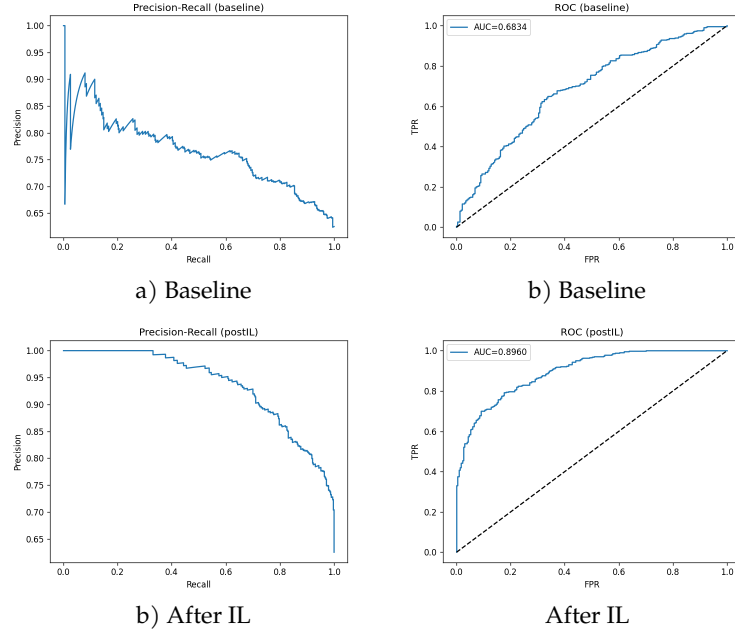 Precision-Recall (baseline)
1.00
0.95
0.90
0.85
0.80
0.75
0.70
0.65
Precision
0.0 0.2 0.4 0.6 0.8 1.0
Recall
a) Baseline
ROC (baseline)
AUC=0.6834
1.0
0.8
0.6
0.4
0.2
0.0
TPR
0.0 0.2 0.4 0.6 0.8 1.0
FPR
b) Baseline
Precision-Recall (postIL)
1.00
0.95
0.90
0.85
0.80
0.75
0.70
0.65
Precision
0.0 0.2 0.4 0.6 0.8 1.0
Recall
b) After IL
ROC (postIL)
AUC=0.8960
1.0
0.8
0.6
0.4
0.2
0.0
TPR
0.0 0.2 0.4 0.6 0.8 1.0
FPR
After IL